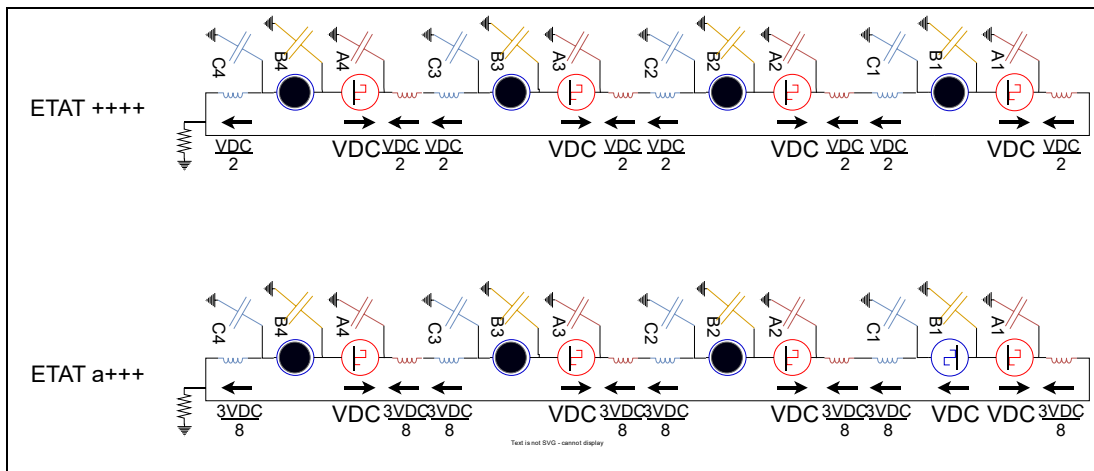 C4 B4 A4 C3 B3 A3 C2 B2 A2 C1 B1 A1
ETAT ++++
VDC VDC VDC VDC VDC VDC VDC VDC VDC VDC VDC VDC
2 2 2 2 2 2 2 2
C4 B4 A4 C3 B3 A3 C2 B2 A2 C1 B1 A1
ETAT a+++
3VDC VDC 3VDC 3VDC VDC 3VDC 3VDC VDC 3VDC 3VDC VDC VDC 3VDC
8 8 8 8 8 8 8 8
Text is not SVG - cannot display